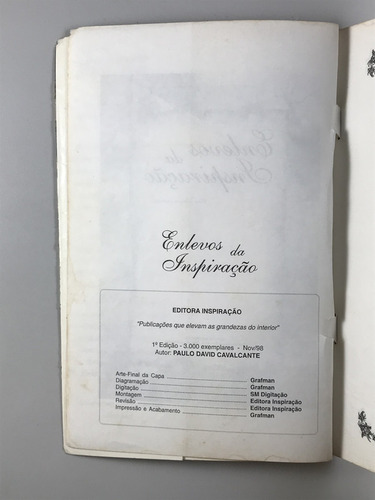 Enlevos da
Inspiração
EDITORA INSPIRAÇÃO
"Publicações que elevam as grandezas do interior"
1ª Edição - 3.000 exemplares - Nov/98
Autor: PAULO DAVID CAVALCANTE
Arte-Final da Capa Grafman
Diagramação Grafman
Digitação SM Digitação
Montagem Editora Inspiração
Revisão Editora Inspiração
Impressão e Acabamento Grafman